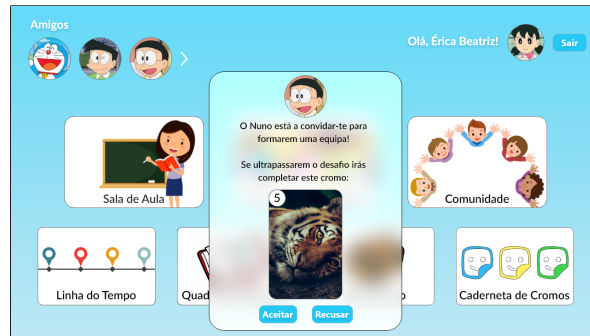 Amigos
Olá, Érica Beatriz!
Sair
O Nuno está a convidar-te para
formarem uma equipa!
Se ultrapassarem o desafio irás
completar este cromo:
5
Sala de Aula
Comunidade
Linha do Tempo
Quad
o
Caderneta de Cromos
Aceitar
Recusar